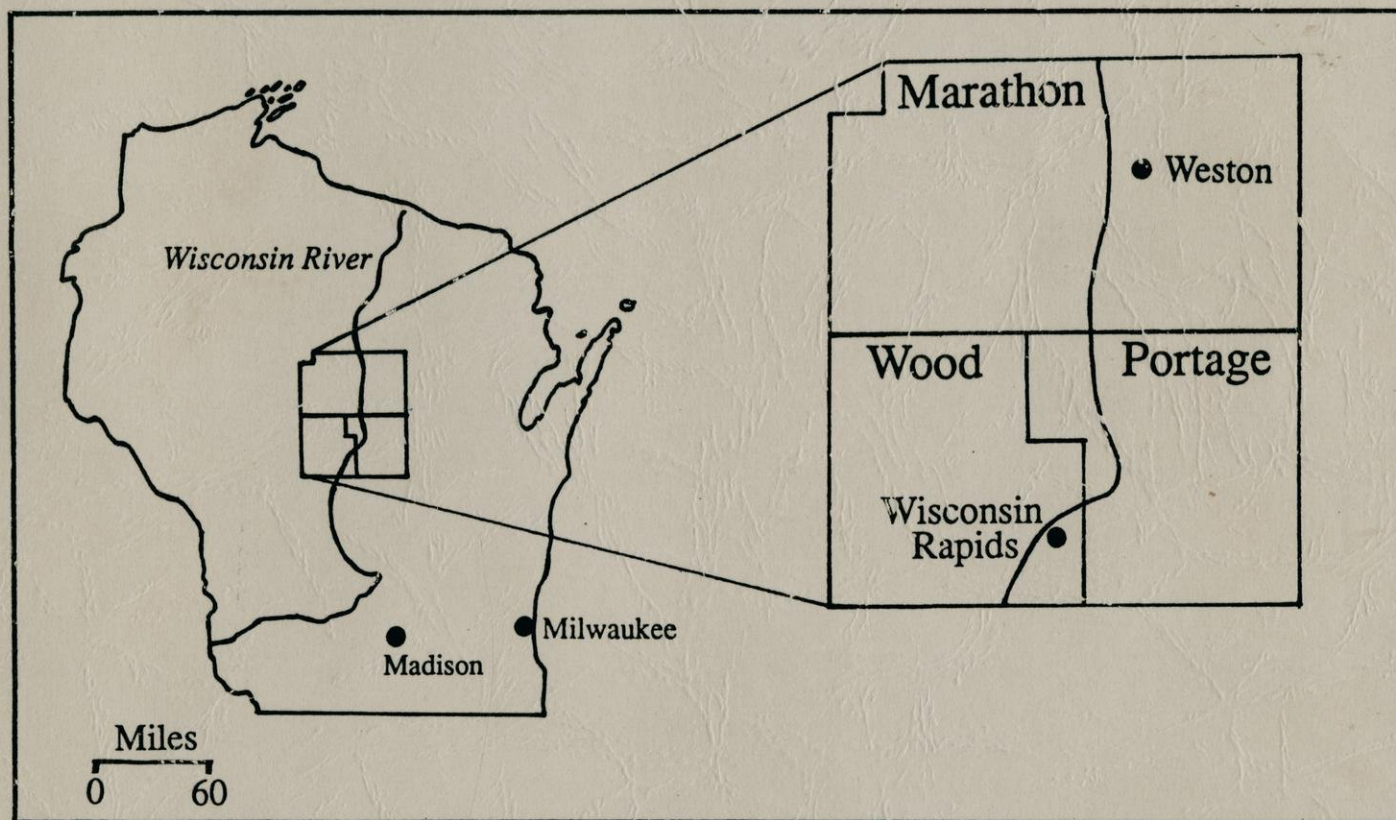 Wisconsin River
Madison
Milwaukee
Miles
0 60
Marathon
Weston
Wood
Portage
Wisconsin
Rapids